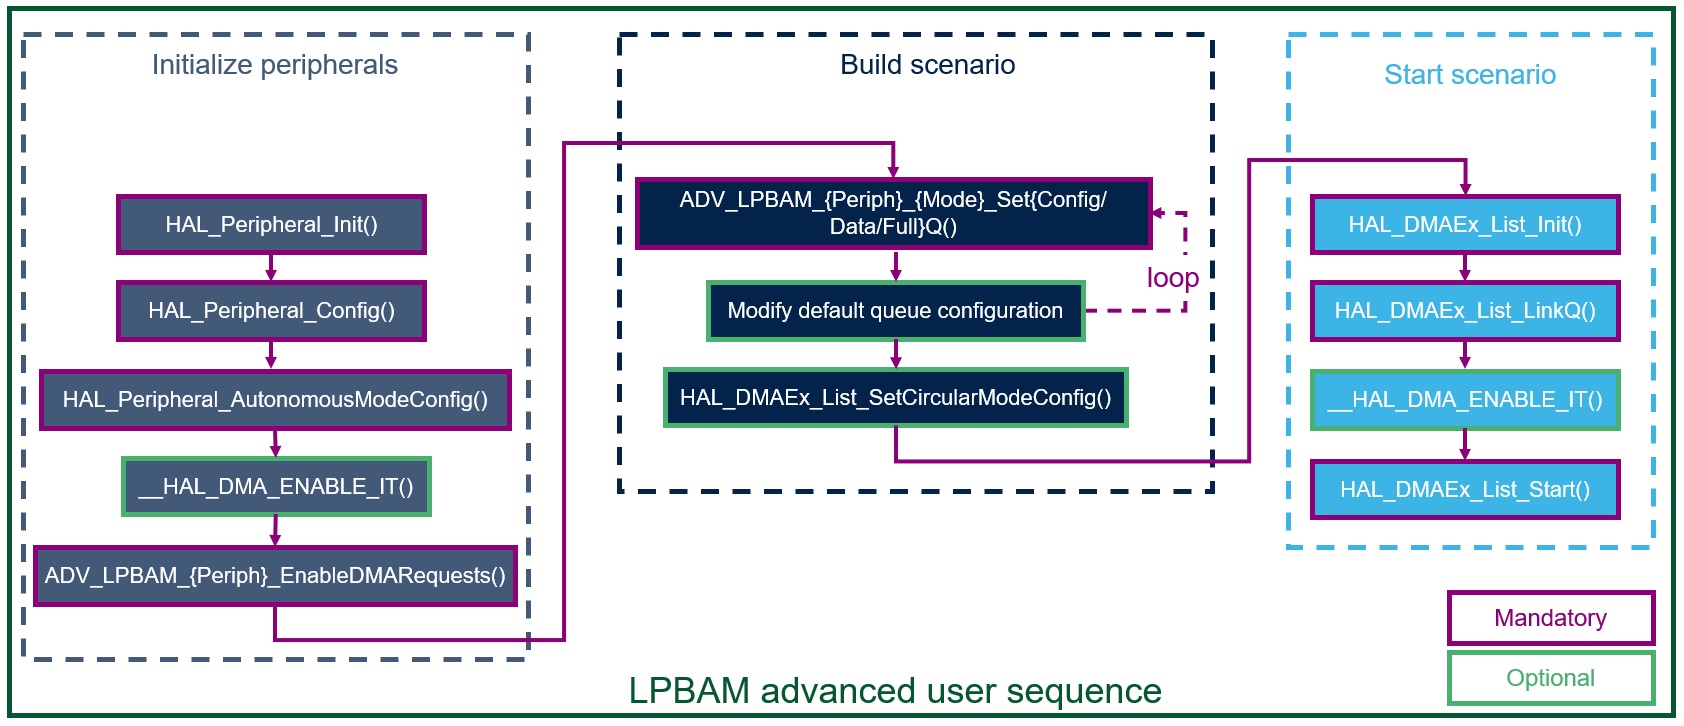 Initialize peripherals
HAL_Peripheral_Init()
HAL_Peripheral_Config()
HAL_Peripheral_AutonomousModeConfig()
__HAL_DMA_ENABLE_IT()
ADV_LPBAM_{Periph}_EnableDMARequests()
Build scenario
ADV_LPBAM_{Periph}_{Mode}_Set{Config/
Data/Full}Q()
loop
Modify default queue configuration
HAL_DMAEx_List_SetCircularModeConfig()
Start scenario
HAL_DMAEx_List_Init()
HAL_DMAEx_List_LinkQ()
__HAL_DMA_ENABLE_IT()
HAL_DMAEx_List_Start()
Mandatory
Optional
LPBAM advanced user sequence